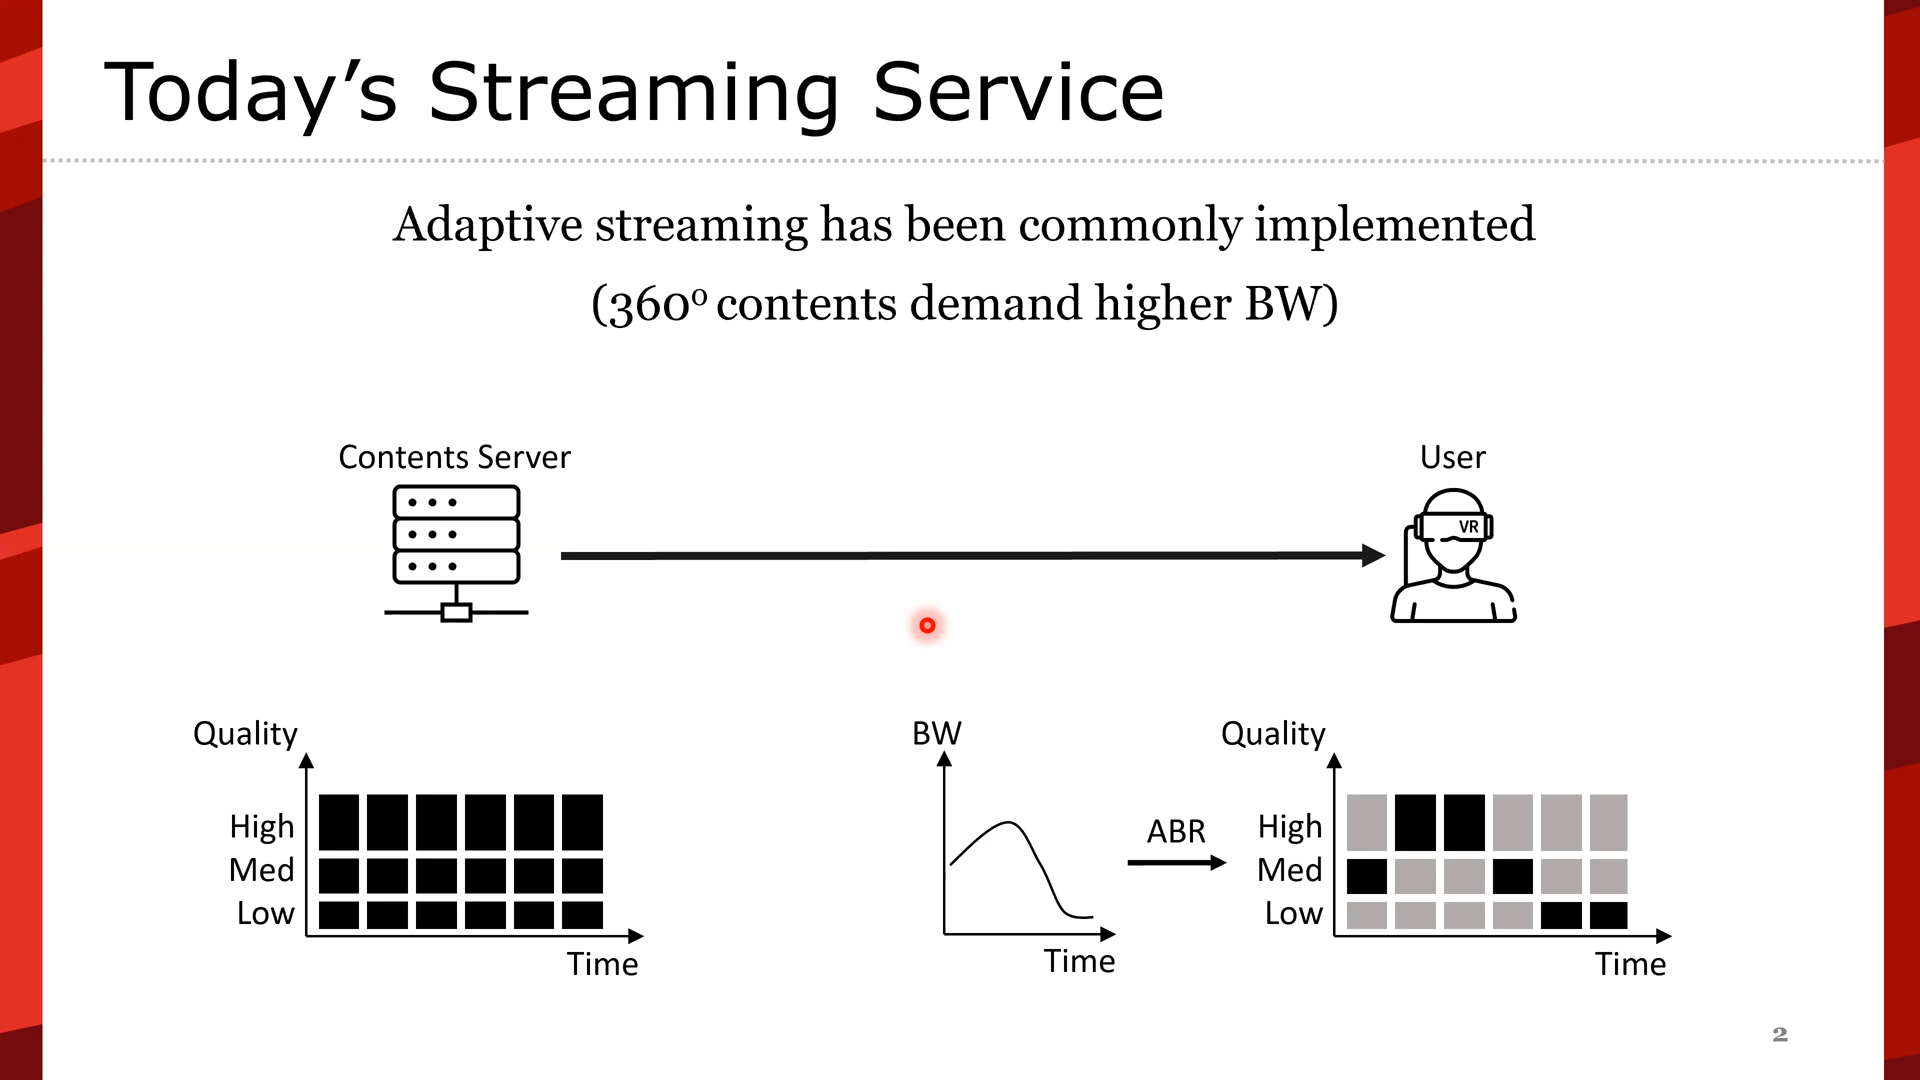 Today’s Streaming Service
Adaptive streaming has been commonly implemented
(360⁰ contents demand higher BW)
Contents Server
User
VR
Quality
High
Med
Low
Time
BW
Time
ABR
Quality
High
Med
Low
Time
2